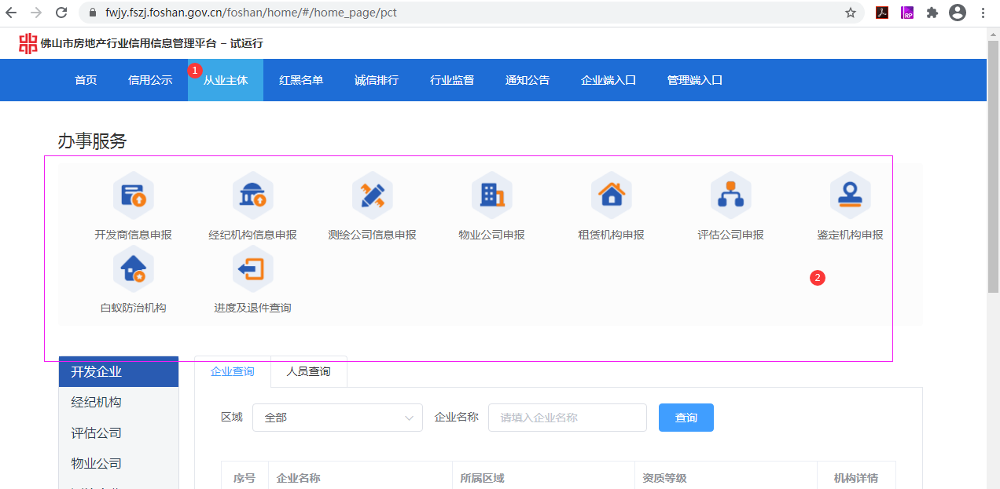 fwjy.fszj.foshan.gov.cn/foshan/home/#/home_page/pct
佛山市房地产行业信用信息管理平台 - 试运行
首页 信用公示 1 从业主体 红黑名单 诚信排行 行业监督 通知公告 企业端入口 管理端入口
办事服务
开发商信息申报 经纪机构信息申报 测绘公司信息申报 物业公司申报 租赁机构申报 评估公司申报 鉴定机构申报
2
白蚁防治机构 进度及退件查询
开发企业 企业查询 人员查询
经纪机构
评估公司
物业公司
区域 全部 企业名称 请填入企业名称 查询
序号 企业名称 所属区域 资质等级 机构详情